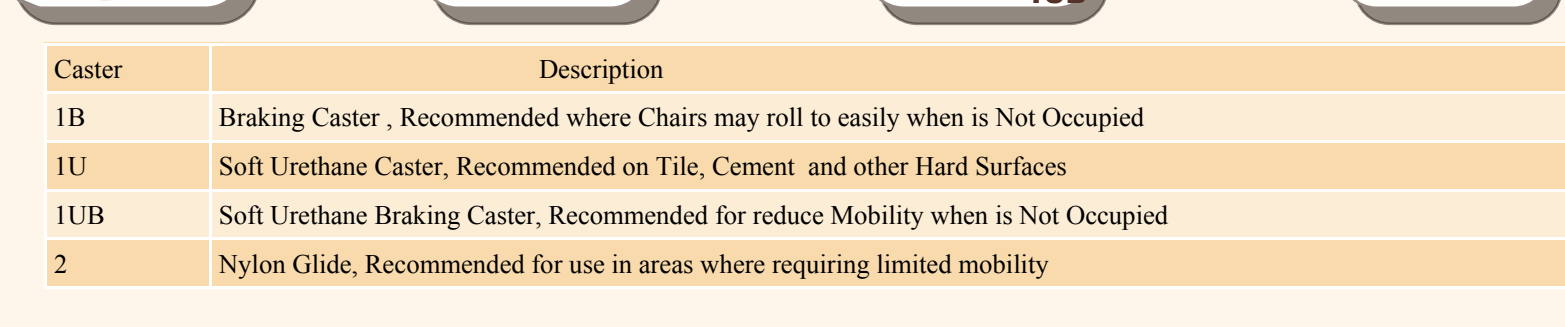 Caster Description
1B Braking Caster , Recommended where Chairs may roll to easily when is Not Occupied
1U Soft Urethane Caster, Recommended on Tile, Cement and other Hard Surfaces
1UB Soft Urethane Braking Caster, Recommended for reduce Mobility when is Not Occupied
2 Nylon Glide, Recommended for use in areas where requiring limited mobility